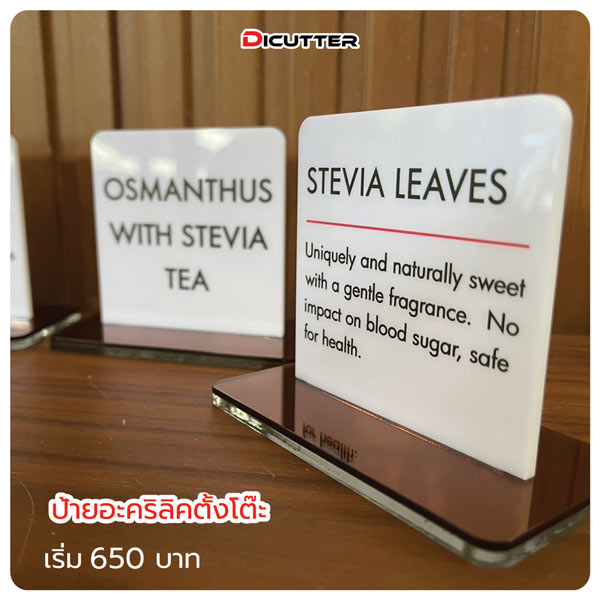 DICUTTER
OSMANTHUS
WITH STEVIA
TEA
STEVIA LEAVES
Uniquely and naturally sweet
with a gentle fragrance. No
impact on blood sugar, safe
for health.
for health.
ป้ายอะคริลิคตั้งโต๊ะ
เริ่ม 650 บาท